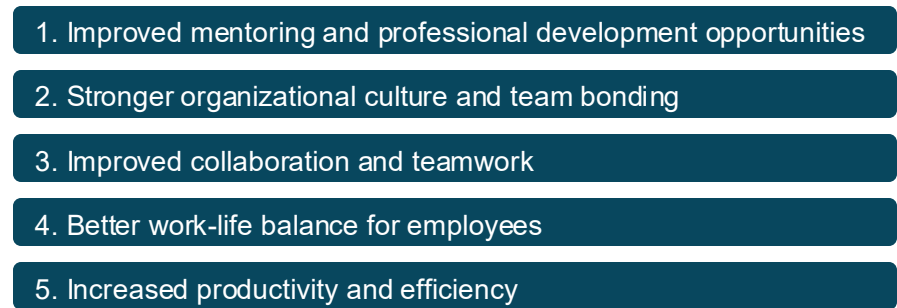 1. Improved mentoring and professional development opportunities
2. Stronger organizational culture and team bonding
3. Improved collaboration and teamwork
4. Better work-life balance for employees
5. Increased productivity and efficiency